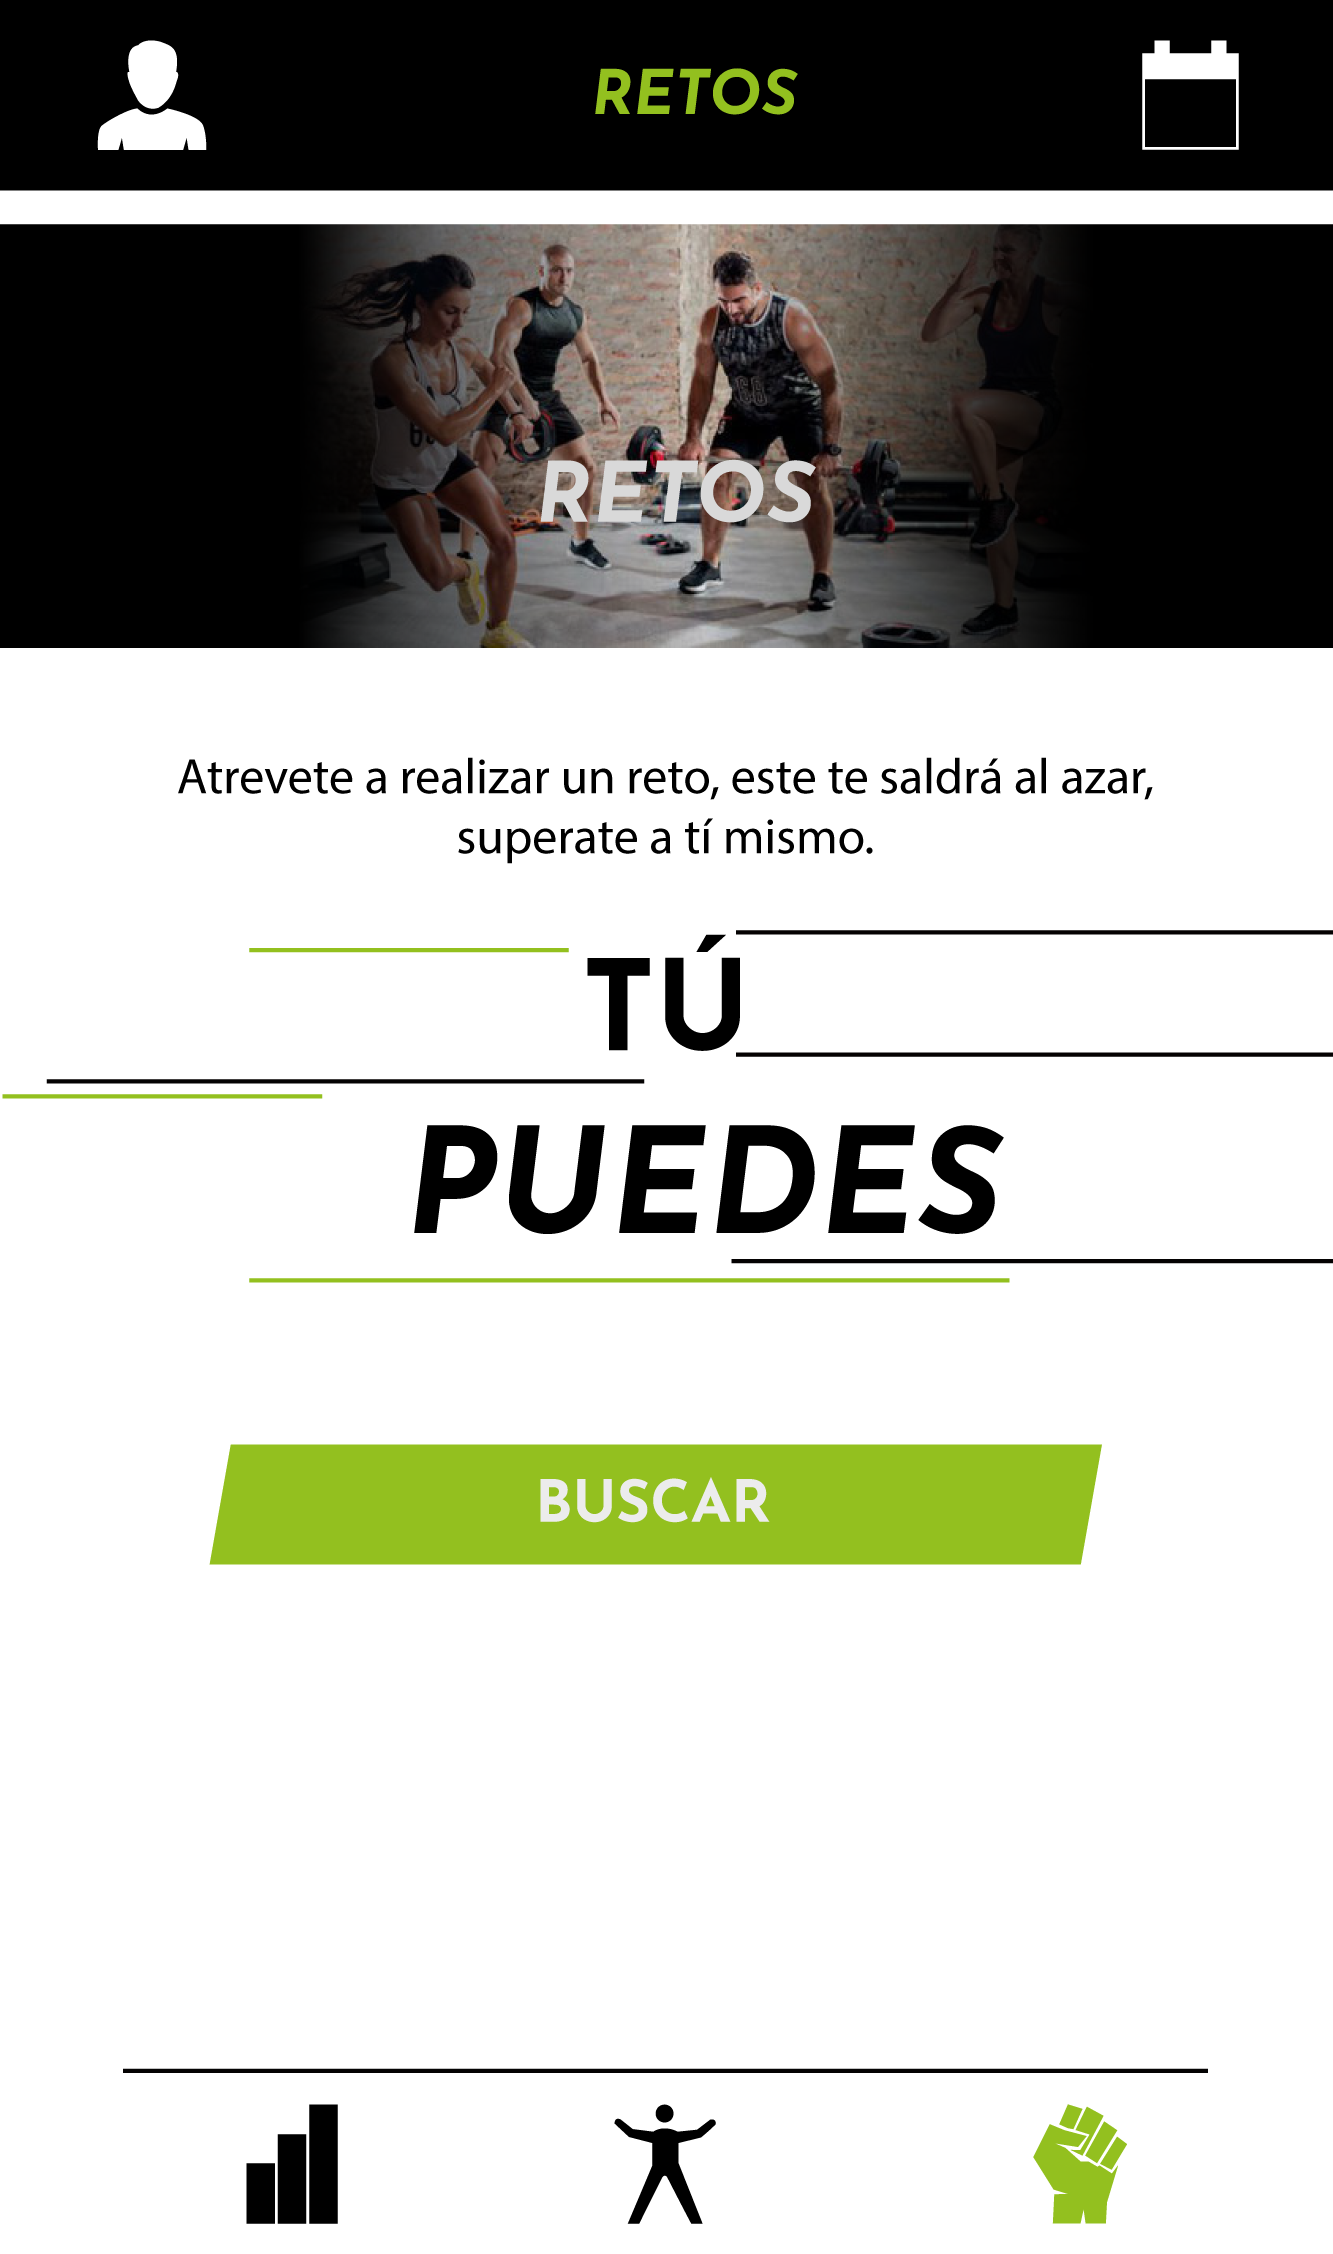 RETOS
RETOS
Atrevete a realizar un reto, este te saldrá al azar,
superate a tí mismo.
TÚ
PUEDES
BUSCAR